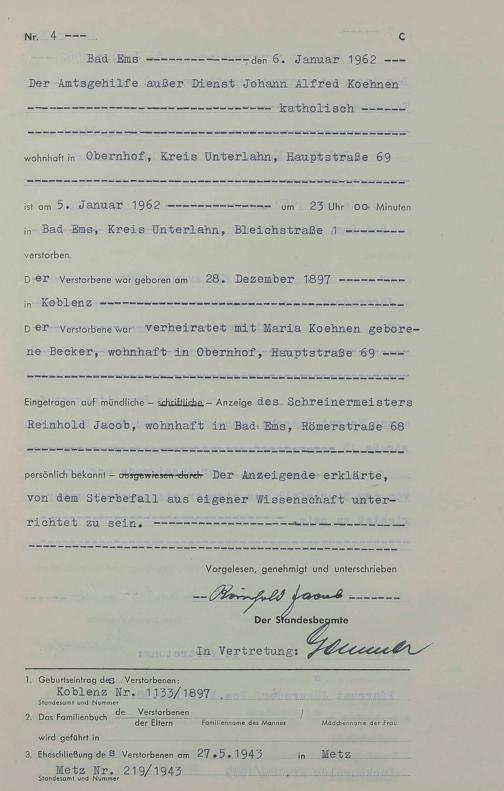 Nr. 4 --- C
Bad Ems -------------- den 6. Januar 1962 ---
Der Amtsgehilfe außer Dienst Johann Alfred Koehnen
------------------------------- katholisch ------
wohnhaft in Obernhof, Kreis Unterlahn, Hauptstraße 69
ist am 5. Januar 1962 ------------- um 23 Uhr 00 Minuten
in Bad Ems, Kreis Unterlahn, Bleichstraße 1 --------
verstorben.
D er Verstorbene war geboren am 28. Dezember 1897 ---------
in Koblenz ---------------------------------------
D er Verstorbene war verheiratet mit Maria Koehnen gebore-
ne Becker, wohnhaft in Obernhof, Hauptstraße 69 ---
Eingetragen auf mündliche – schriftliche – Anzeige des Schreinermeisters
Reinhold Jacob, wohnhaft in Bad Ems, Römerstraße 68
persönlich bekannt – ausgewiesen durch Der Anzeigende erklärte,
von dem Sterbefall aus eigener Wissenschaft unter-
richtet zu sein. --------------------------------
Vorgelesen, genehmigt und unterschrieben
-- Reinhold Jacob -------
Der Standesbeamte
In Vertretung:
1. Geburtseintrag des Verstorbenen:
Koblenz Nr. 1133/1897
Standesamt und Nummer
2. Das Familienbuch de Verstorbenen / der Eltern Familienname des Mannes / Mädchenname der Frau
wird geführt in
3. Eheschließung des Verstorbenen am 27.5.1943 in Metz
Metz Nr. 219/1943
Standesamt und Nummer